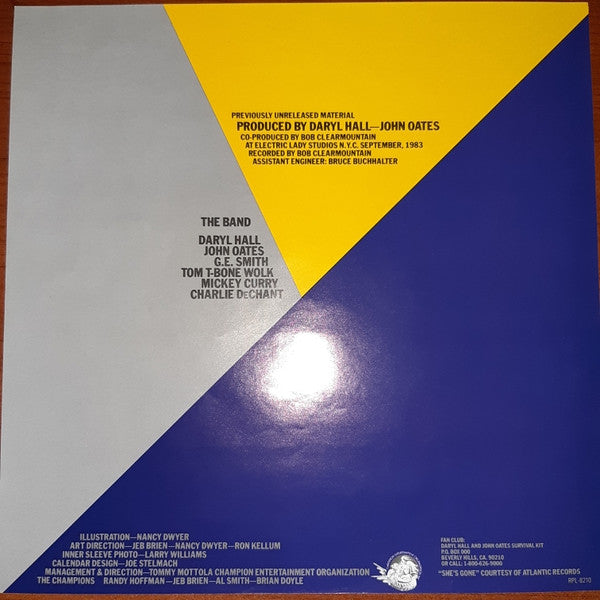 PREVIOUSLY UNRELEASED MATERIAL
PRODUCED BY DARYL HALL—JOHN OATES
CO-PRODUCED BY BOB CLEARMOUNTAIN
AT ELECTRIC LADY STUDIOS N.Y.C. SEPTEMBER, 1983
RECORDED BY BOB CLEARMOUNTAIN
ASSISTANT ENGINEER: BRUCE BUCHHALTER
THE BAND
DARYL HALL
JOHN OATES
G.E. SMITH
TOM T-BONE WOLK
MICKEY CURRY
CHARLIE DeCHANT
ILLUSTRATION—NANCY DWYER
ART DIRECTION—JEB BRIEN—NANCY DWYER—RON KELLUM
INNER SLEEVE PHOTO—LARRY WILLIAMS
CALENDAR DESIGN—JOE STELMACH
MANAGEMENT & DIRECTION—TOMMY MOTTOLA CHAMPION ENTERTAINMENT ORGANIZATION
THE CHAMPIONS RANDY HOFFMAN—JEB BRIEN—AL SMITH—BRIAN DOYLE
FAN CLUB:
DARYL HALL AND JOHN OATES SURVIVAL KIT
P.O. BOX 000
BEVERLY HILLS, CA. 90210
OR CALL: 1-800-626-9000
"SHE'S GONE" COURTESY OF ATLANTIC RECORDS
RPL-8210